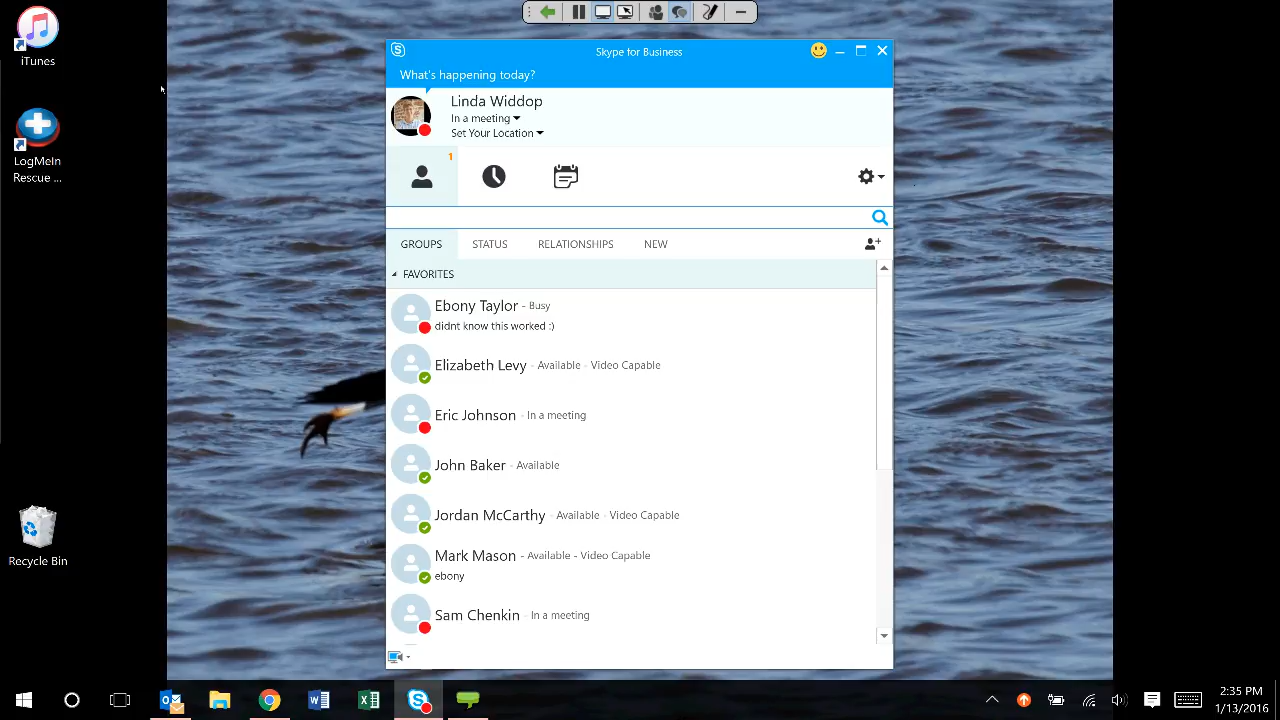 iTunes
LogMeIn
Rescue ...
Recycle Bin
Skype for Business
What's happening today?
Linda Widdop
In a meeting
Set Your Location
1
GROUPS STATUS RELATIONSHIPS NEW
FAVORITES
Ebony Taylor - Busy
didnt know this worked :)
Elizabeth Levy - Available - Video Capable
Eric Johnson - In a meeting
John Baker - Available
Jordan McCarthy - Available - Video Capable
Mark Mason - Available - Video Capable
ebony
Sam Chenkin - In a meeting
2:35 PM
1/13/2016